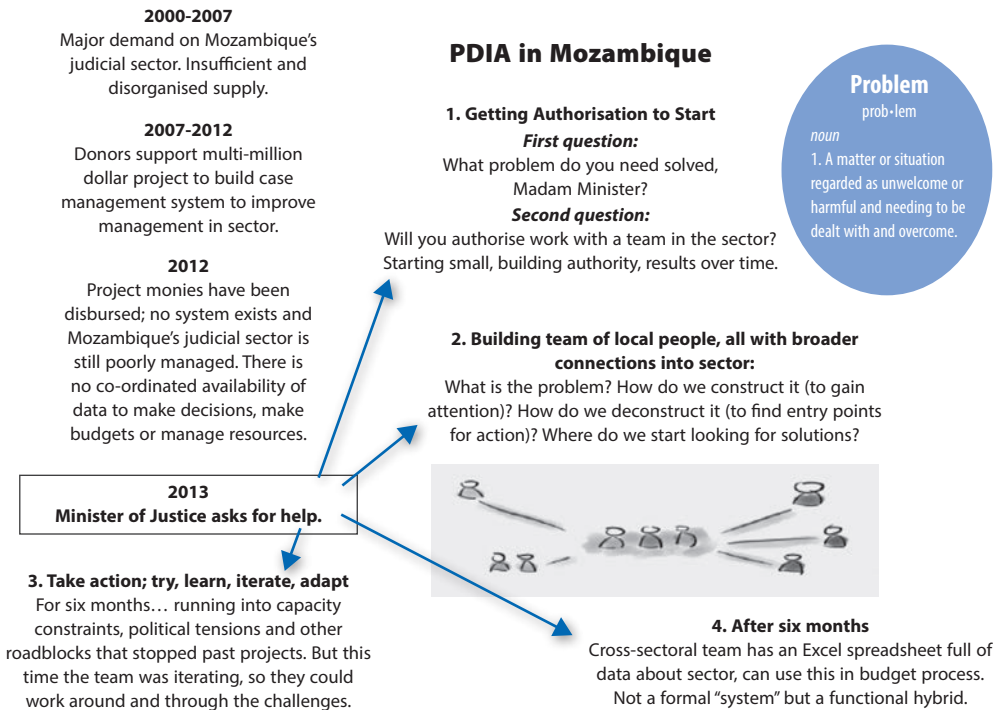 2000-2007
Major demand on Mozambique’s
judicial sector. Insufficient and
disorganised supply.
2007-2012
Donors support multi-million
dollar project to build case
management system to improve
management in sector.
2012
Project monies have been
disbursed; no system exists and
Mozambique’s judicial sector is
still poorly managed. There is
no co-ordinated availability of
data to make decisions, make
budgets or manage resources.
2013
Minister of Justice asks for help.
PDIA in Mozambique
1. Getting Authorisation to Start
First question:
What problem do you need solved,
Madam Minister?
Second question:
Will you authorise work with a team in the sector?
Starting small, building authority, results over time.
Problem
prob•lem
noun
1. A matter or situation
regarded as unwelcome or
harmful and needing to be
dealt with and overcome.
2. Building team of local people, all with broader
connections into sector:
What is the problem? How do we construct it (to gain
attention)? How do we deconstruct it (to find entry points
for action)? Where do we start looking for solutions?
3. Take action; try, learn, iterate, adapt
For six months… running into capacity
constraints, political tensions and other
roadblocks that stopped past projects. But this
time the team was iterating, so they could
work around and through the challenges.
4. After six months
Cross-sectoral team has an Excel spreadsheet full of
data about sector, can use this in budget process.
Not a formal “system” but a functional hybrid.